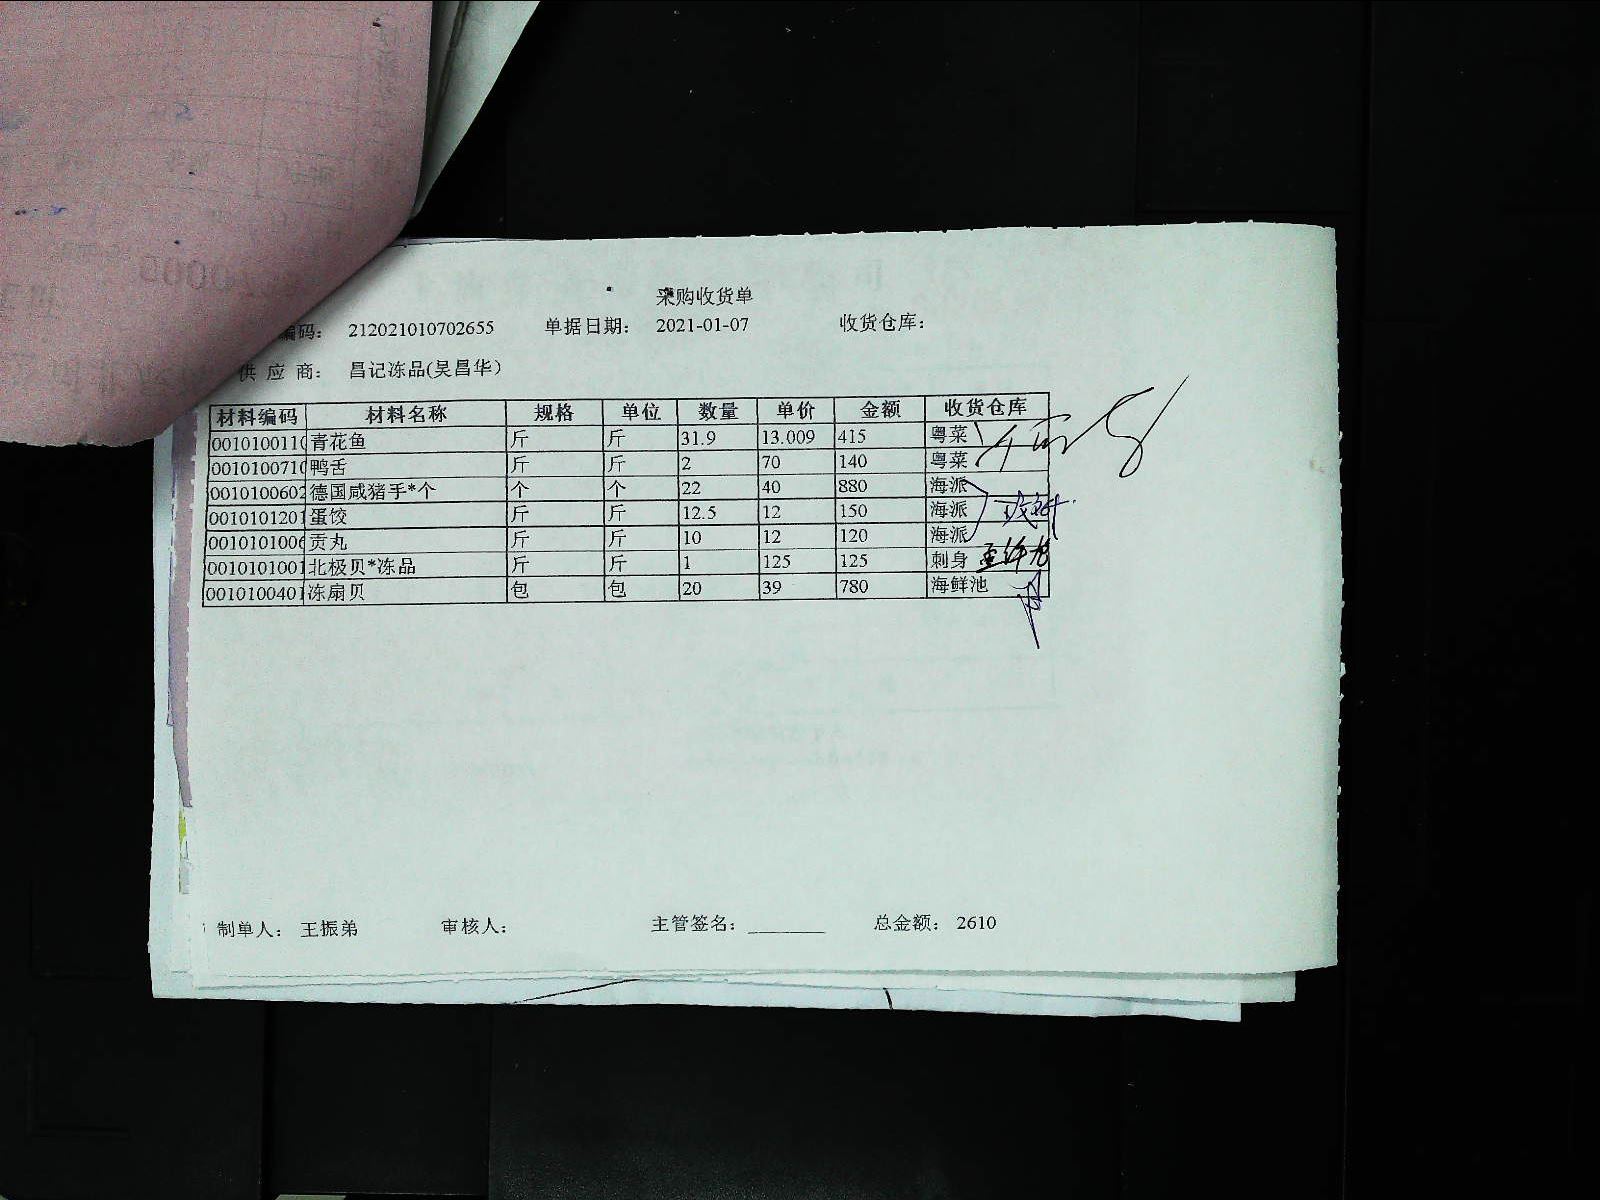 采购收货单
编码： 212021010702655 单据日期： 2021-01-07 收货仓库：
供 应 商： 昌记冻品(吴昌华)
材料编码 材料名称 规格 单位 数量 单价 金额 收货仓库
001010011 青花鱼 斤 斤 31.9 13.009 415 粤菜
001010071 鸭舌 斤 斤 2 70 140 粤菜
0010100602 德国咸猪手*个 个 个 22 40 880 海派
0010101201 蛋饺 斤 斤 12.5 12 150 海派
001010100 贡丸 斤 斤 10 12 120 海派
0010101001 北极贝*冻品 斤 斤 1 125 125 刺身
001010040 冻扇贝 包 包 20 39 780 海鲜池
制单人： 王振弟 审核人： 主管签名： 总金额： 2610